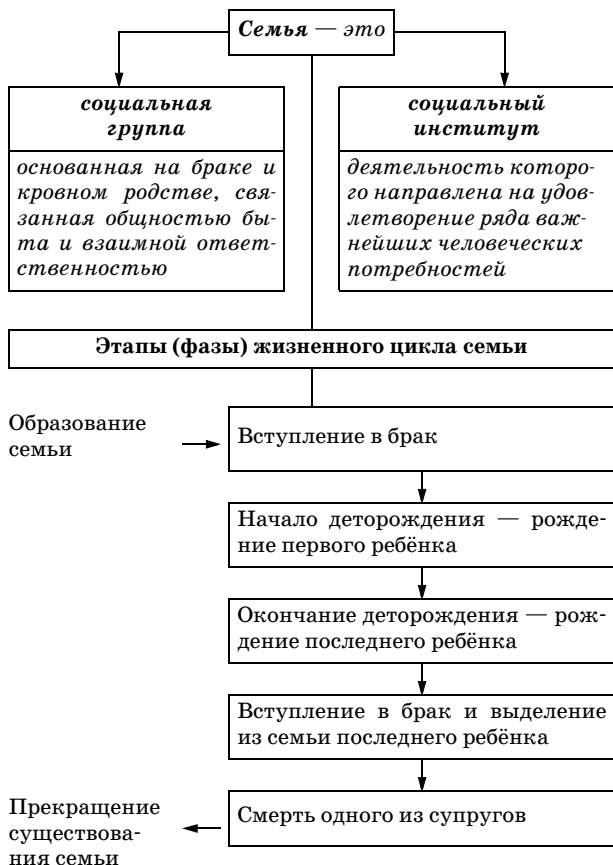 Семья — это
социальная
группа
основанная на браке и
кровном родстве, свя-
занная общностью бы-
та и взаимной ответ-
ственностью
социальный
институт
деятельность которо-
го направлена на удов-
летворение ряда важ-
нейших человеческих
потребностей
Этапы (фазы) жизненного цикла семьи
Образование
семьи
Вступление в брак
Начало деторождения — рожде-
ние первого ребёнка
Окончание деторождения — рож-
дение последнего ребёнка
Вступление в брак и выделение
из семьи последнего ребёнка
Прекращение
существова-
ния семьи
Смерть одного из супругов